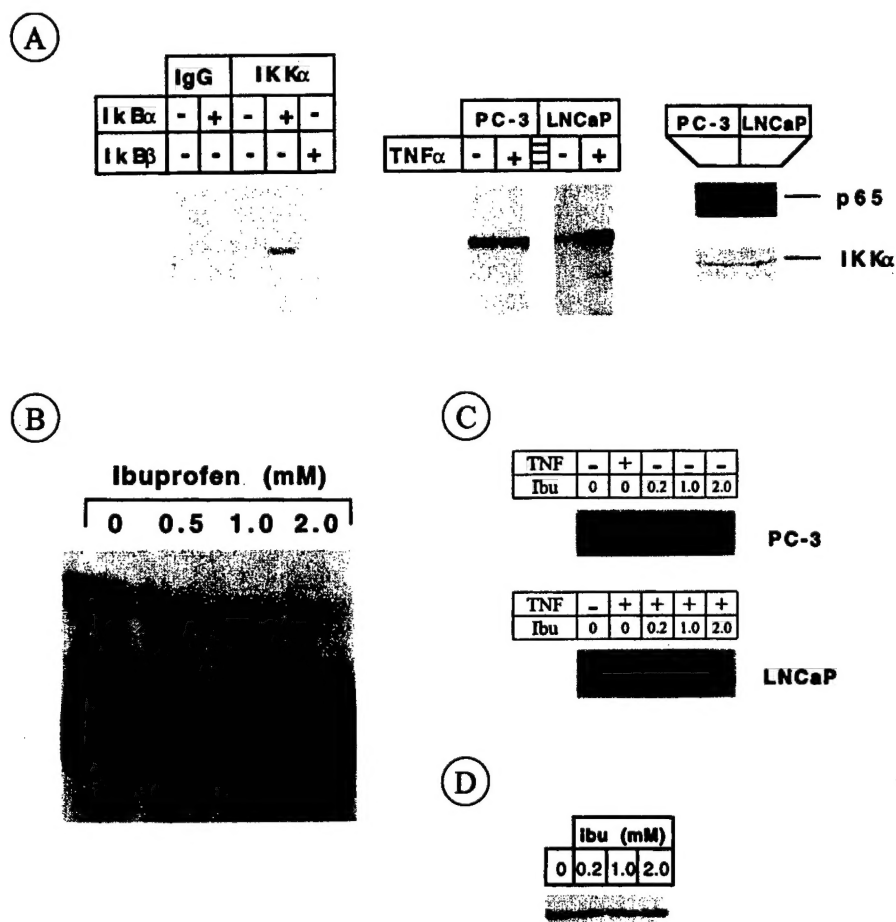 A
IgG IKKα
IkBα - + - + -
IkBβ - - - - +
PC-3 LNCaP
TNFα - + - +
PC-3 LNCaP
p65
IKKα
B
Ibuprofen (mM)
0 0.5 1.0 2.0
C
TNF - + - - -
Ibu 0 0 0.2 1.0 2.0
PC-3
TNF - + + + +
Ibu 0 0 0.2 1.0 2.0
LNCaP
D
Ibu (mM)
0 0.2 1.0 2.0